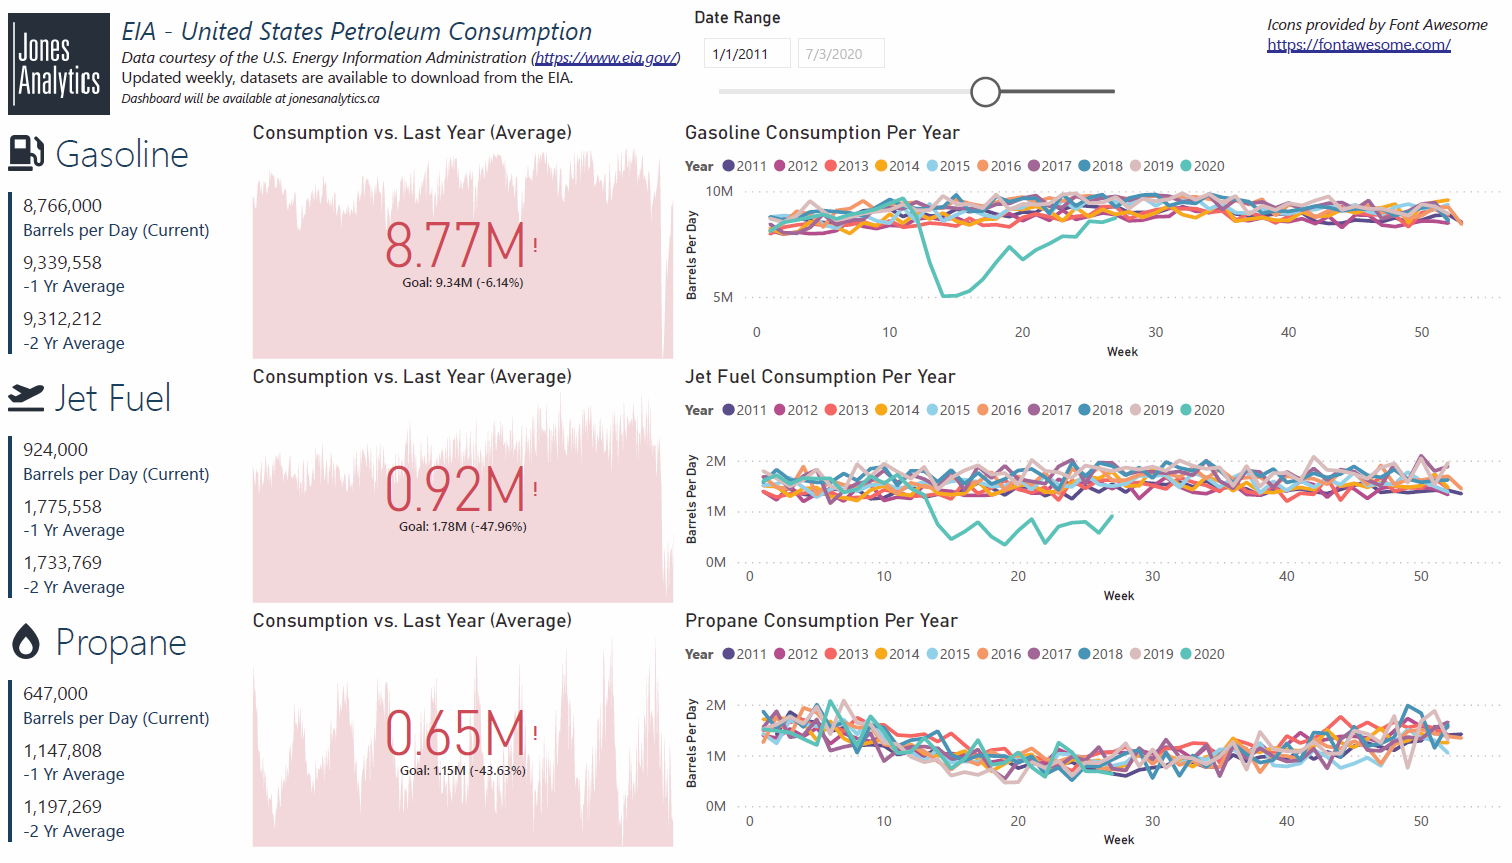 Jones
Analytics
EIA - United States Petroleum Consumption
Data courtesy of the U.S. Energy Information Administration (https://www.eia.gov/)
Updated weekly, datasets are available to download from the EIA.
Dashboard will be available at jonesanalytics.ca
Date Range
1/1/2011 7/3/2020
Icons provided by Font Awesome
https://fontawesome.com/
Gasoline
8,766,000
Barrels per Day (Current)
9,339,558
-1 Yr Average
9,312,212
-2 Yr Average
Consumption vs. Last Year (Average)
8.77M!
Goal: 9.34M (-6.14%)
Gasoline Consumption Per Year
Year 2011 2012 2013 2014 2015 2016 2017 2018 2019 2020
Barrels Per Day
10M
5M
0 10 20 30 40 50
Week
Jet Fuel
924,000
Barrels per Day (Current)
1,775,558
-1 Yr Average
1,733,769
-2 Yr Average
Consumption vs. Last Year (Average)
0.92M!
Goal: 1.78M (-47.96%)
Jet Fuel Consumption Per Year
Year 2011 2012 2013 2014 2015 2016 2017 2018 2019 2020
Barrels Per Day
2M
1M
0M
0 10 20 30 40 50
Week
Propane
647,000
Barrels per Day (Current)
1,147,808
-1 Yr Average
1,197,269
-2 Yr Average
Consumption vs. Last Year (Average)
0.65M!
Goal: 1.15M (-43.63%)
Propane Consumption Per Year
Year 2011 2012 2013 2014 2015 2016 2017 2018 2019 2020
Barrels Per Day
2M
1M
0M
0 10 20 30 40 50
Week